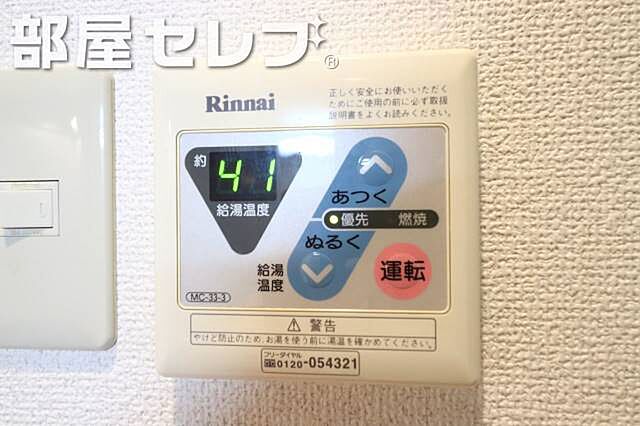 部屋セレブ®
Rinnai
正しく安全にお使いいただく
ためにご使用の前に必ず取扱
説明書をよくお読みください。
約 41
給湯温度
あつく
優先 燃焼
ぬるく
給湯
温度
運転
MC-33-3
⚠ 警告
やけど防止のため、お湯を使う前に湯温を確かめてください。
フリーダイヤル
0120-054321